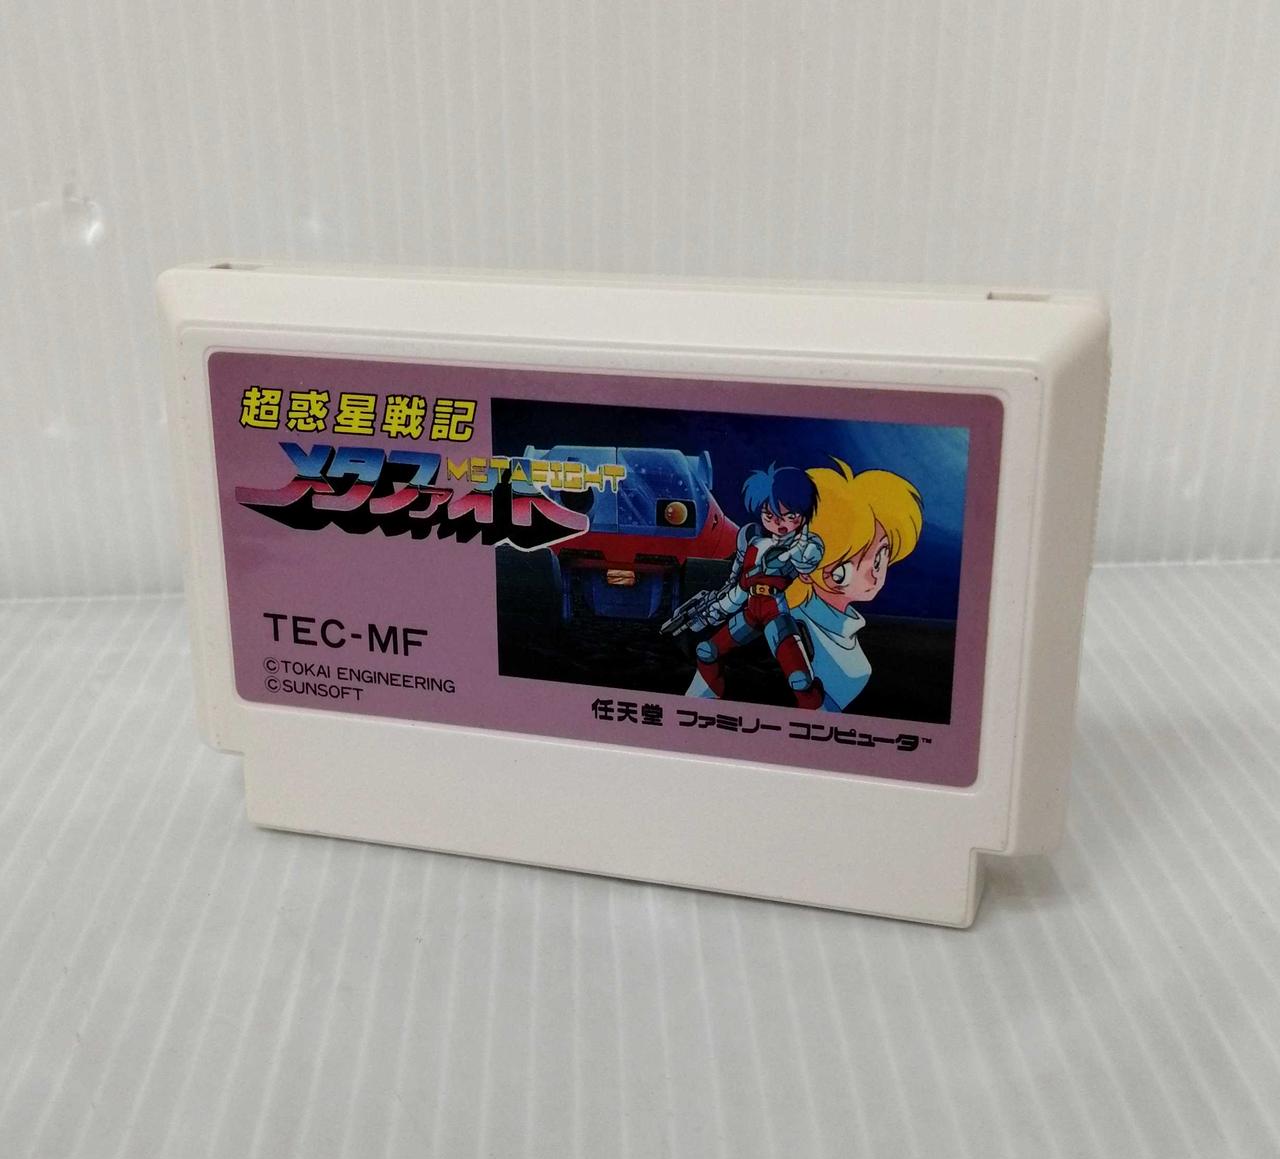 超惑星戦記
メタファイト
METAFIGHT
TEC-MF
©TOKAI ENGINEERING
©SUNSOFT
任天堂 ファミリー コンピュータ™